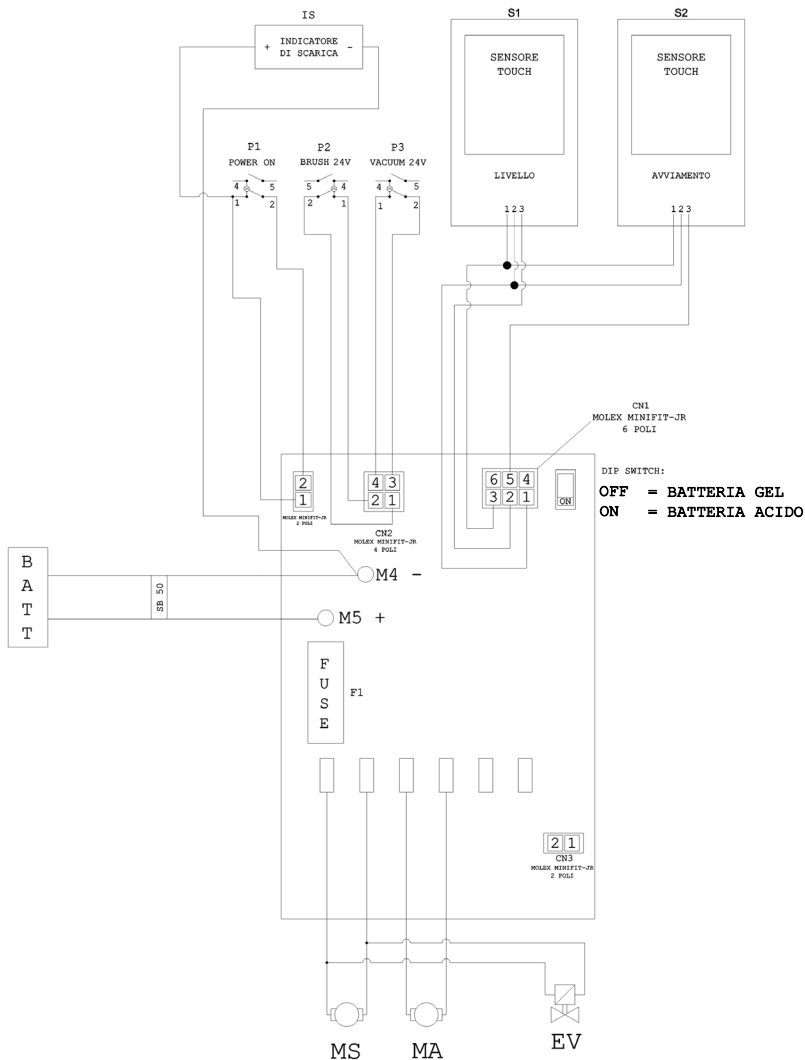 IS
+ INDICATORE -
DI SCARICA
S1
SENSORE
TOUCH
LIVELLO
1 2 3
S2
SENSORE
TOUCH
AVVIAMENTO
1 2 3
P1
POWER ON
4 5
1 2
P2
BRUSH 24V
5 4
2 1
P3
VACUUM 24V
4 5
1 2
CN1
MOLEX MINIFIT-JR
6 POLI
2
1
MOLEX MINIFIT-JR
2 POLI
4 3
2 1
CN2
MOLEX MINIFIT-JR
4 POLI
6 5 4
3 2 1
ON
DIP SWITCH:
OFF = BATTERIA GEL
ON = BATTERIA ACIDO
B
A
T
T
SB 50
M4 -
M5 +
F
U
S
E
F1
2 1
CN3
MOLEX MINIFIT-JR
2 POLI
MS
MA
EV